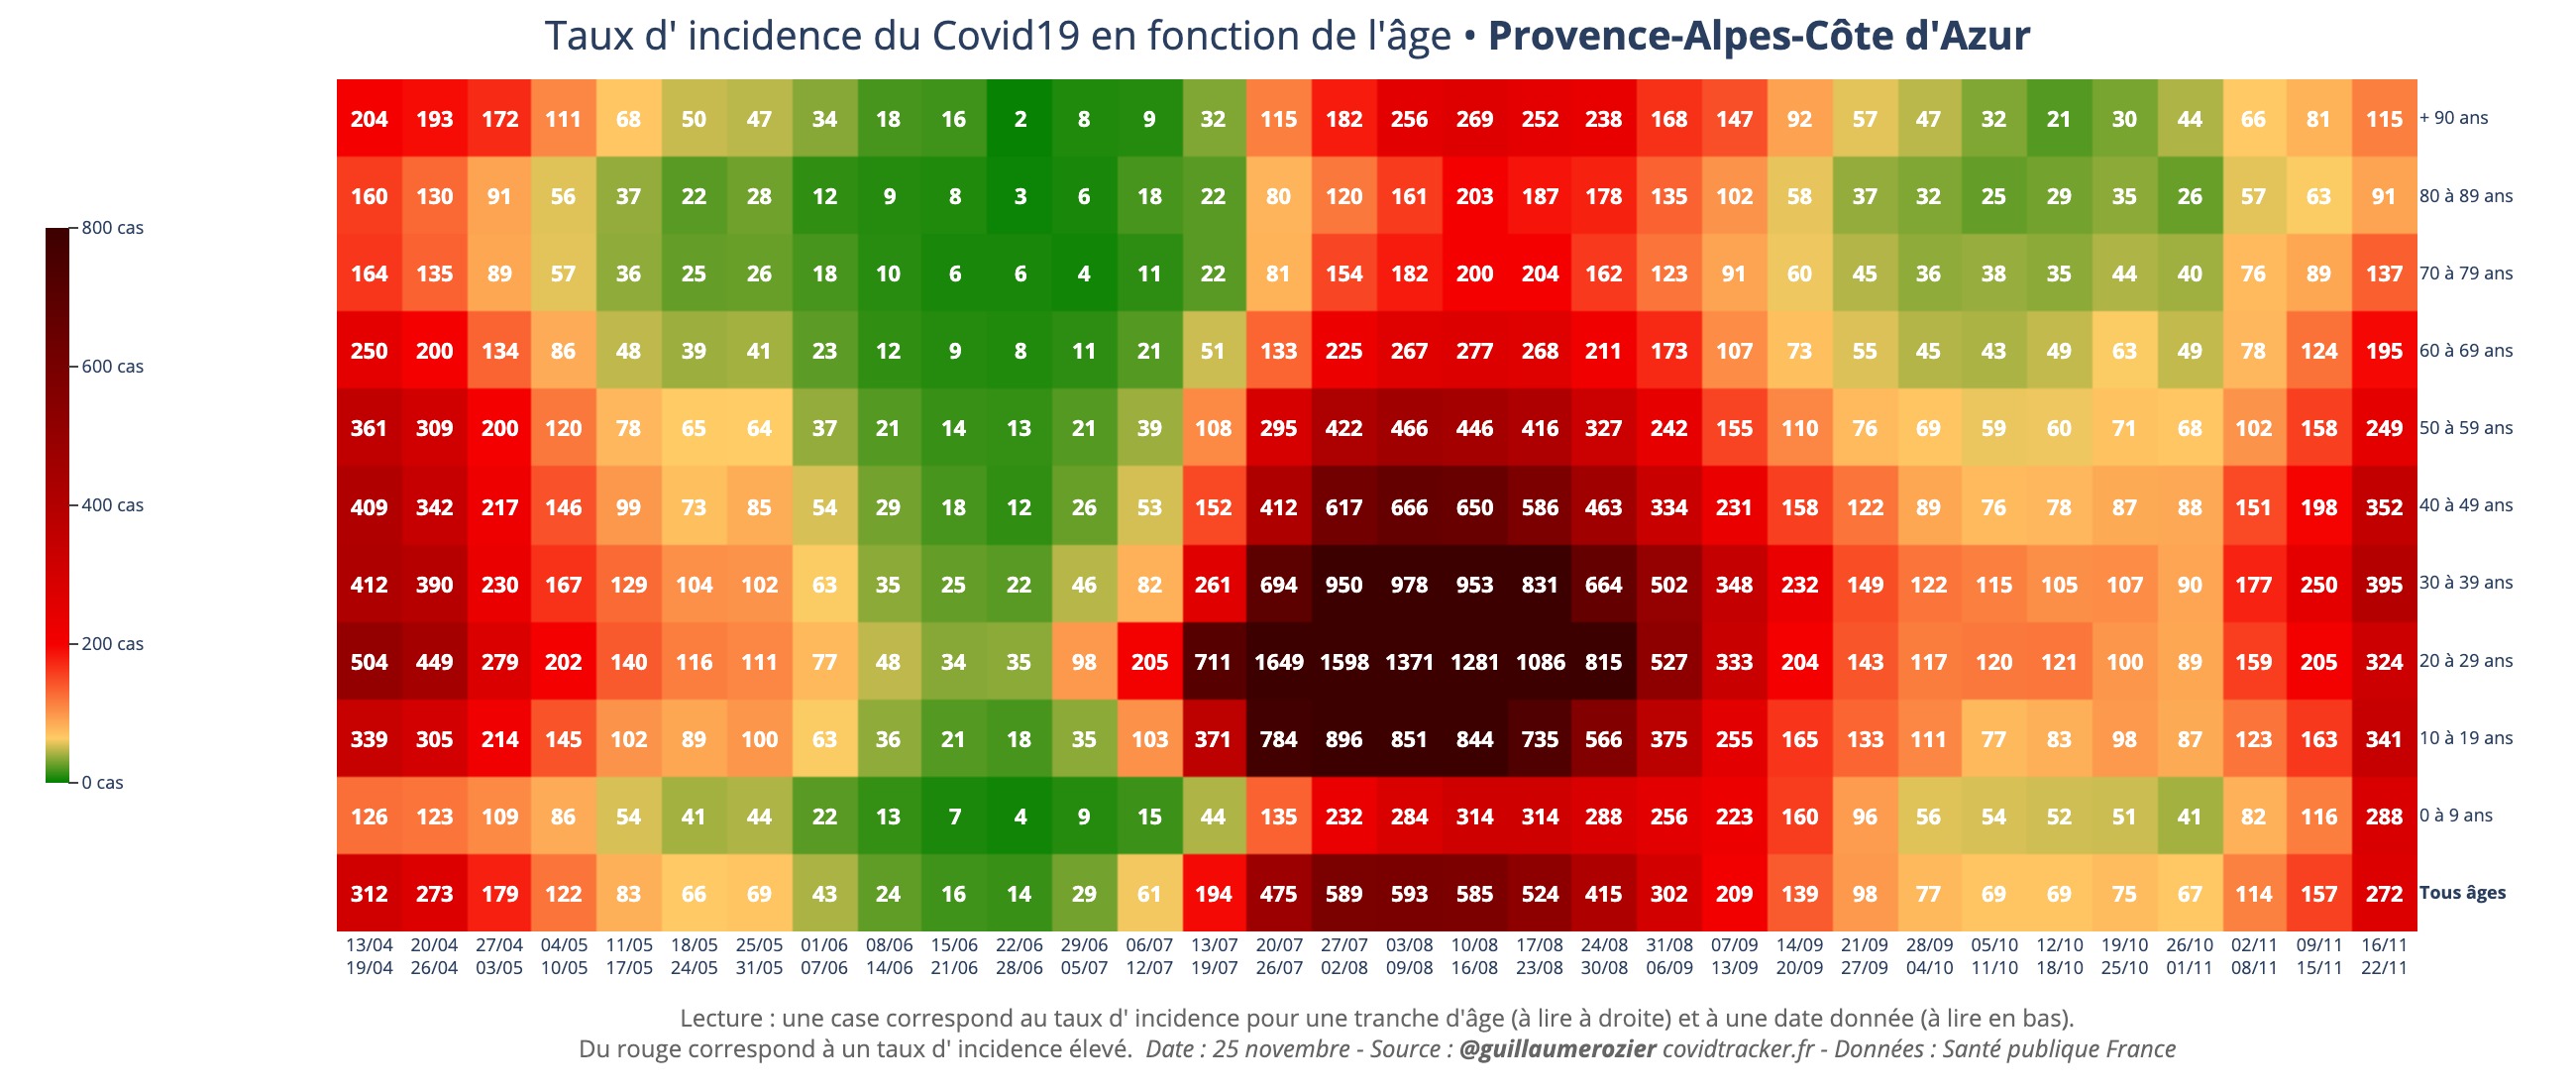 Taux d' incidence du Covid19 en fonction de l'âge • Provence-Alpes-Côte d'Azur
800 cas
600 cas
400 cas
200 cas
0 cas
204 193 172 111 68 50 47 34 18 16 2 8 9 32 115 182 256 269 252 238 168 147 92 57 47 32 21 30 44 66 81 115 + 90 ans
160 130 91 56 37 22 28 12 9 8 3 6 18 22 80 120 161 203 187 178 135 102 58 37 32 25 29 35 26 57 63 91 80 à 89 ans
164 135 89 57 36 25 26 18 10 6 6 4 11 22 81 154 182 200 204 162 123 91 60 45 36 38 35 44 40 76 89 137 70 à 79 ans
250 200 134 86 48 39 41 23 12 9 8 11 21 51 133 225 267 277 268 211 173 107 73 55 45 43 49 63 49 78 124 195 60 à 69 ans
361 309 200 120 78 65 64 37 21 14 13 21 39 108 295 422 466 446 416 327 242 155 110 76 69 59 60 71 68 102 158 249 50 à 59 ans
409 342 217 146 99 73 85 54 29 18 12 26 53 152 412 617 666 650 586 463 334 231 158 122 89 76 78 87 88 151 198 352 40 à 49 ans
412 390 230 167 129 104 102 63 35 25 22 46 82 261 694 950 978 953 831 664 502 348 232 149 122 115 105 107 90 177 250 395 30 à 39 ans
504 449 279 202 140 116 111 77 48 34 35 98 205 711 1649 1598 1371 1281 1086 815 527 333 204 143 117 120 121 100 89 159 205 324 20 à 29 ans
339 305 214 145 102 89 100 63 36 21 18 35 103 371 784 896 851 844 735 566 375 255 165 133 111 77 83 98 87 123 163 341 10 à 19 ans
126 123 109 86 54 41 44 22 13 7 4 9 15 44 135 232 284 314 314 288 256 223 160 96 56 54 52 51 41 82 116 288 0 à 9 ans
312 273 179 122 83 66 69 43 24 16 14 29 61 194 475 589 593 585 524 415 302 209 139 98 77 69 69 75 67 114 157 272 Tous âges
13/04 20/04 27/04 04/05 11/05 18/05 25/05 01/06 08/06 15/06 22/06 29/06 06/07 13/07 20/07 27/07 03/08 10/08 17/08 24/08 31/08 07/09 14/09 21/09 28/09 05/10 12/10 19/10 26/10 02/11 09/11 16/11
19/04 26/04 03/05 10/05 17/05 24/05 31/05 07/06 14/06 21/06 28/06 05/07 12/07 19/07 26/07 02/08 09/08 16/08 23/08 30/08 06/09 13/09 20/09 27/09 04/10 11/10 18/10 25/10 01/11 08/11 15/11 22/11
Lecture : une case correspond au taux d' incidence pour une tranche d'âge (à lire à droite) et à une date donnée (à lire en bas).
Du rouge correspond à un taux d' incidence élevé. Date : 25 novembre - Source : @guillaumerozier covidtracker.fr - Données : Santé publique France